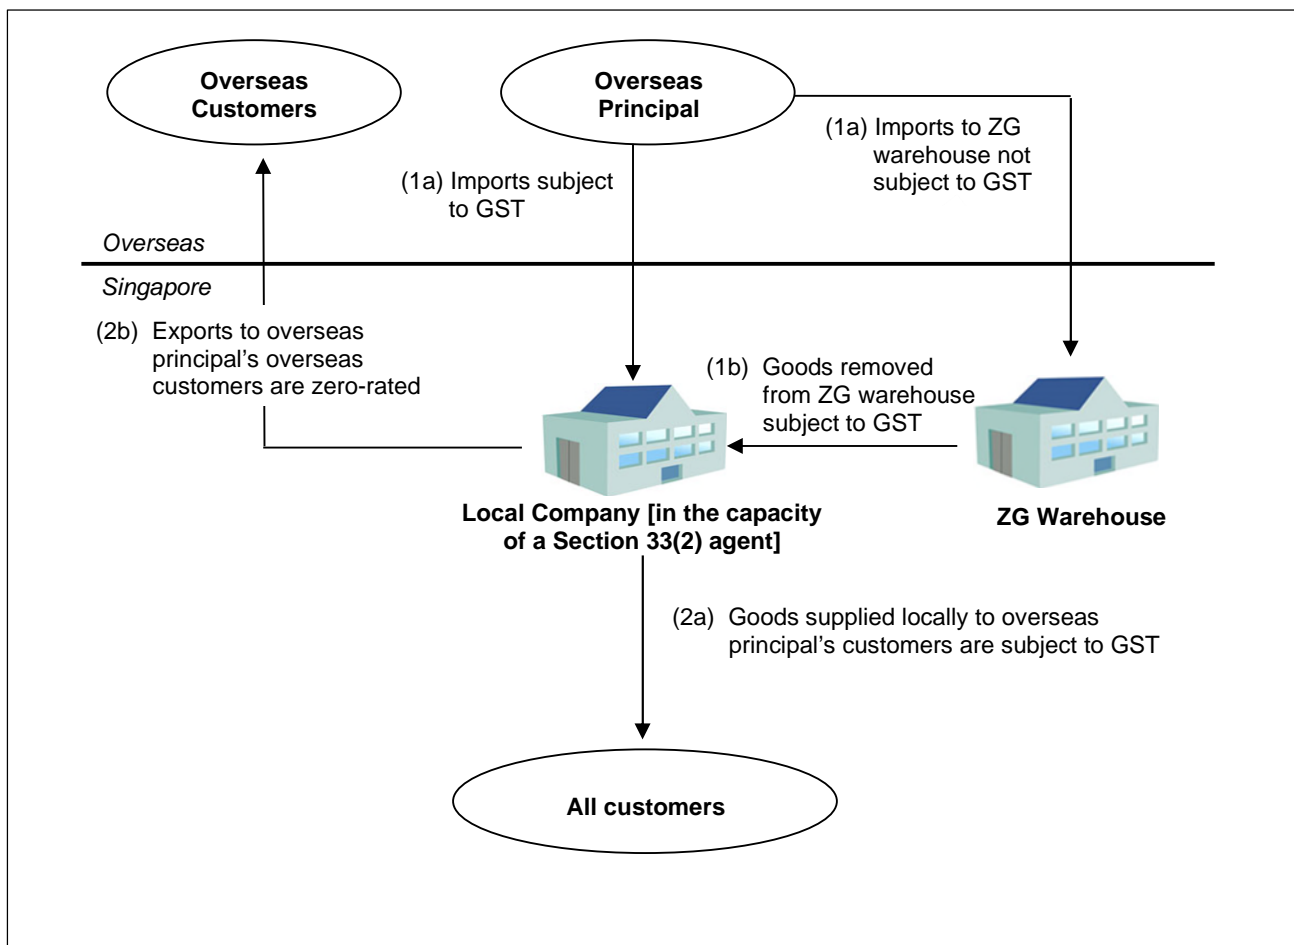 Overseas
Customers
Overseas
Principal
(1a) Imports to ZG
warehouse not
subject to GST
(1a) Imports subject
to GST
Overseas
Singapore
(2b) Exports to overseas
principal’s overseas
customers are zero-rated
(1b) Goods removed
from ZG warehouse
subject to GST
Local Company [in the capacity
of a Section 33(2) agent]
ZG Warehouse
(2a) Goods supplied locally to overseas
principal’s customers are subject to GST
All customers